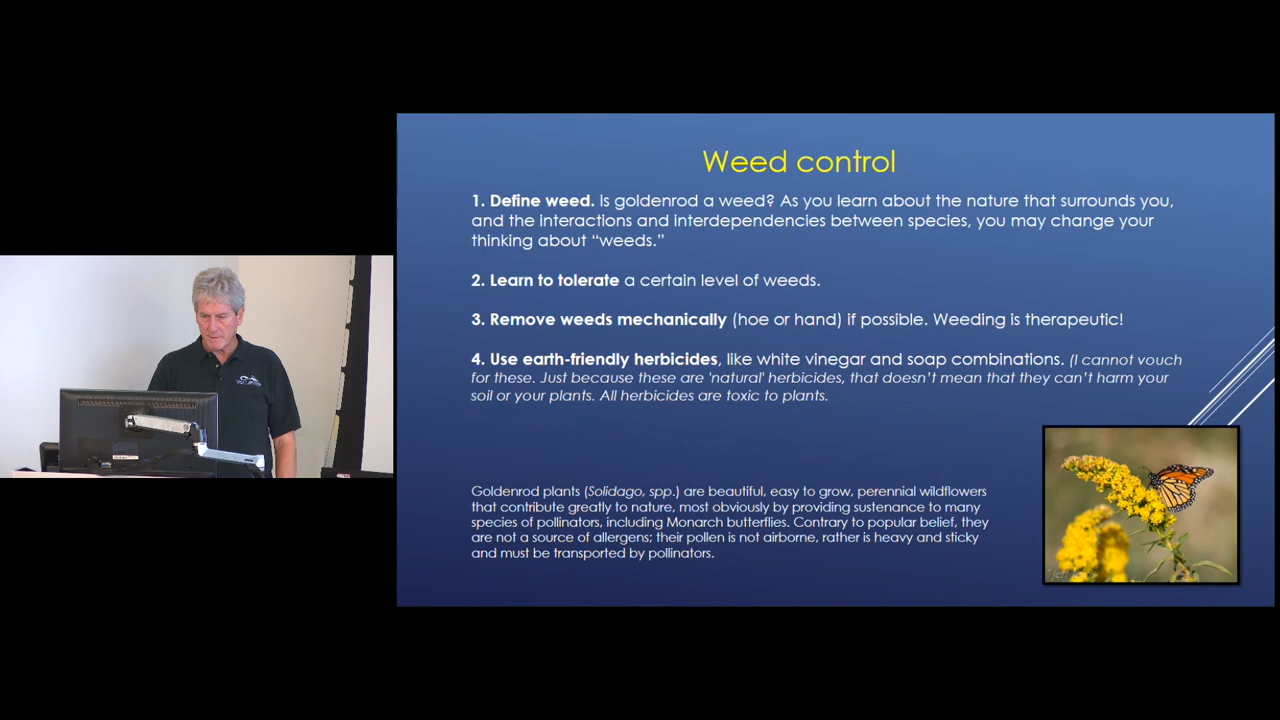 Weed control
1. Define weed. Is goldenrod a weed? As you learn about the nature that surrounds you,
and the interactions and interdependencies between species, you may change your
thinking about “weeds.”
2. Learn to tolerate a certain level of weeds.
3. Remove weeds mechanically (hoe or hand) if possible. Weeding is therapeutic!
4. Use earth-friendly herbicides, like white vinegar and soap combinations. (I cannot vouch
for these. Just because these are 'natural' herbicides, that doesn’t mean that they can’t harm your
soil or your plants. All herbicides are toxic to plants.
Goldenrod plants (Solidago, spp.) are beautiful, easy to grow, perennial wildflowers
that contribute greatly to nature, most obviously by providing sustenance to many
species of pollinators, including Monarch butterflies. Contrary to popular belief, they
are not a source of allergens; their pollen is not airborne, rather is heavy and sticky
and must be transported by pollinators.